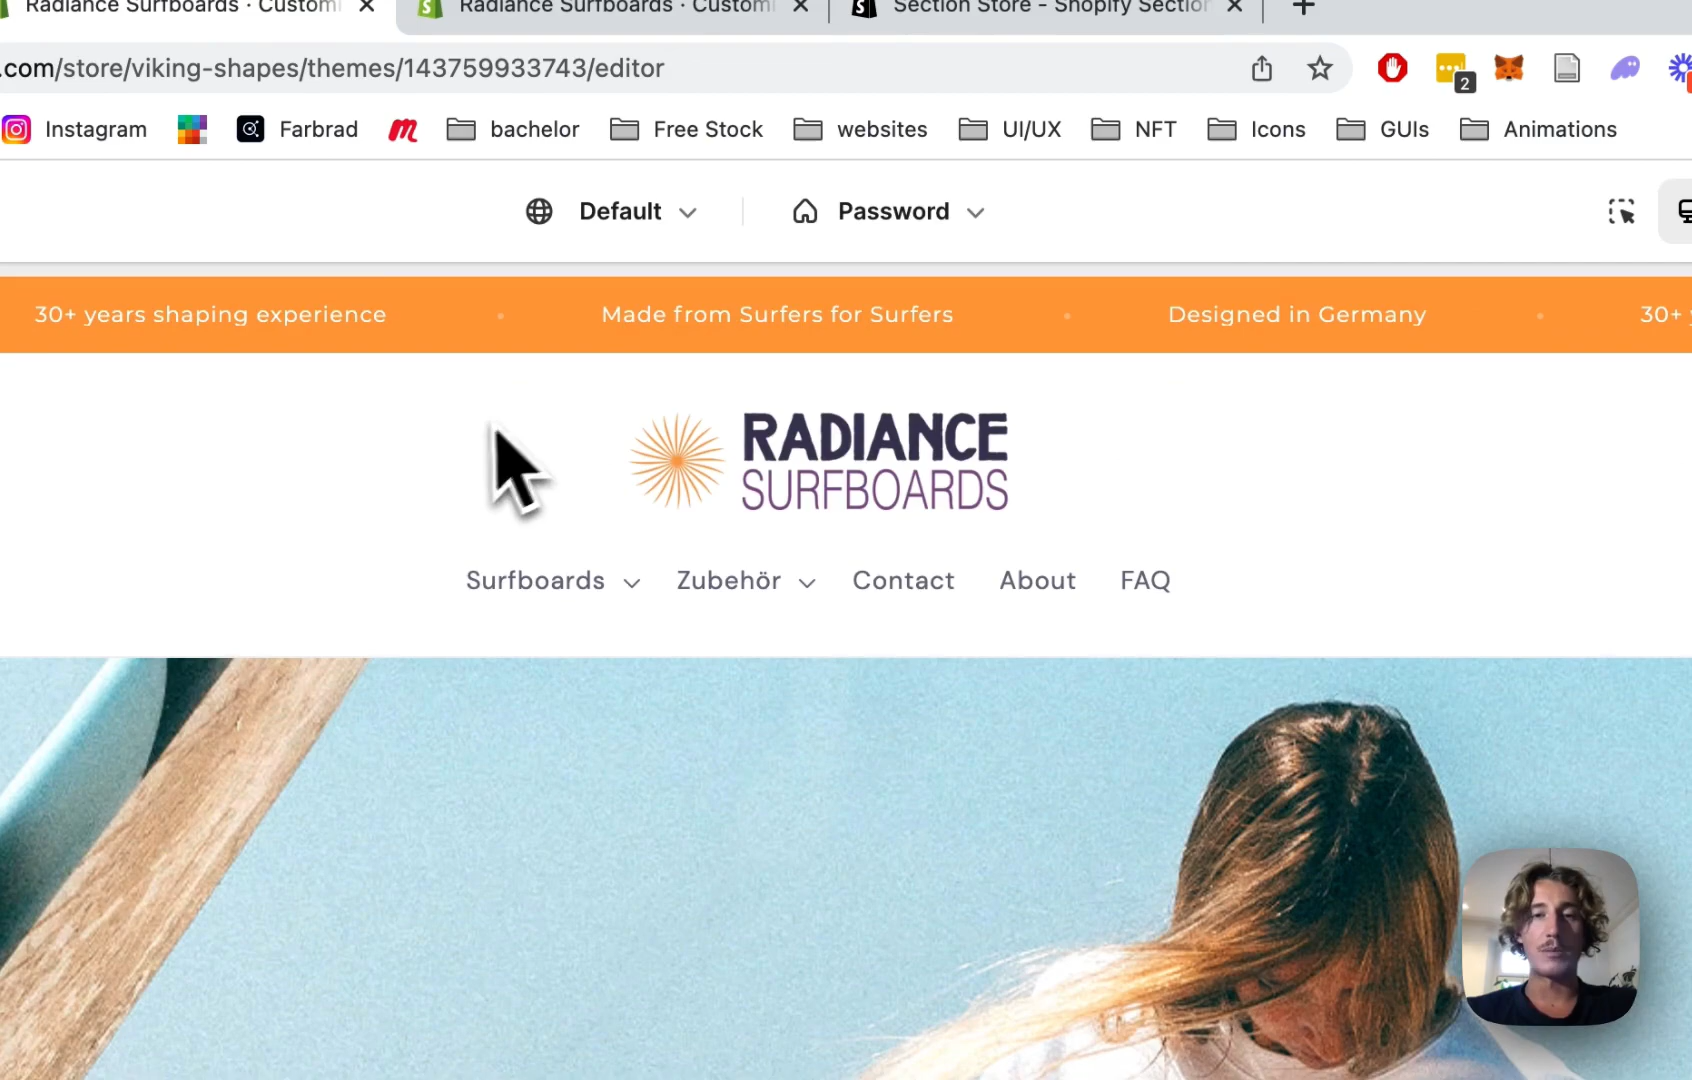 Radiance Surfboards · Customi
Radiance Surfboards · Customi
Section Store - Shopify Section
.com/store/viking-shapes/themes/143759933743/editor
2
Instagram
Farbrad
bachelor
Free Stock
websites
UI/UX
NFT
Icons
GUIs
Animations
Default
Password
30+ years shaping experience
Made from Surfers for Surfers
Designed in Germany
30+
RADIANCE
SURFBOARDS
Surfboards
Zubehör
Contact
About
FAQ